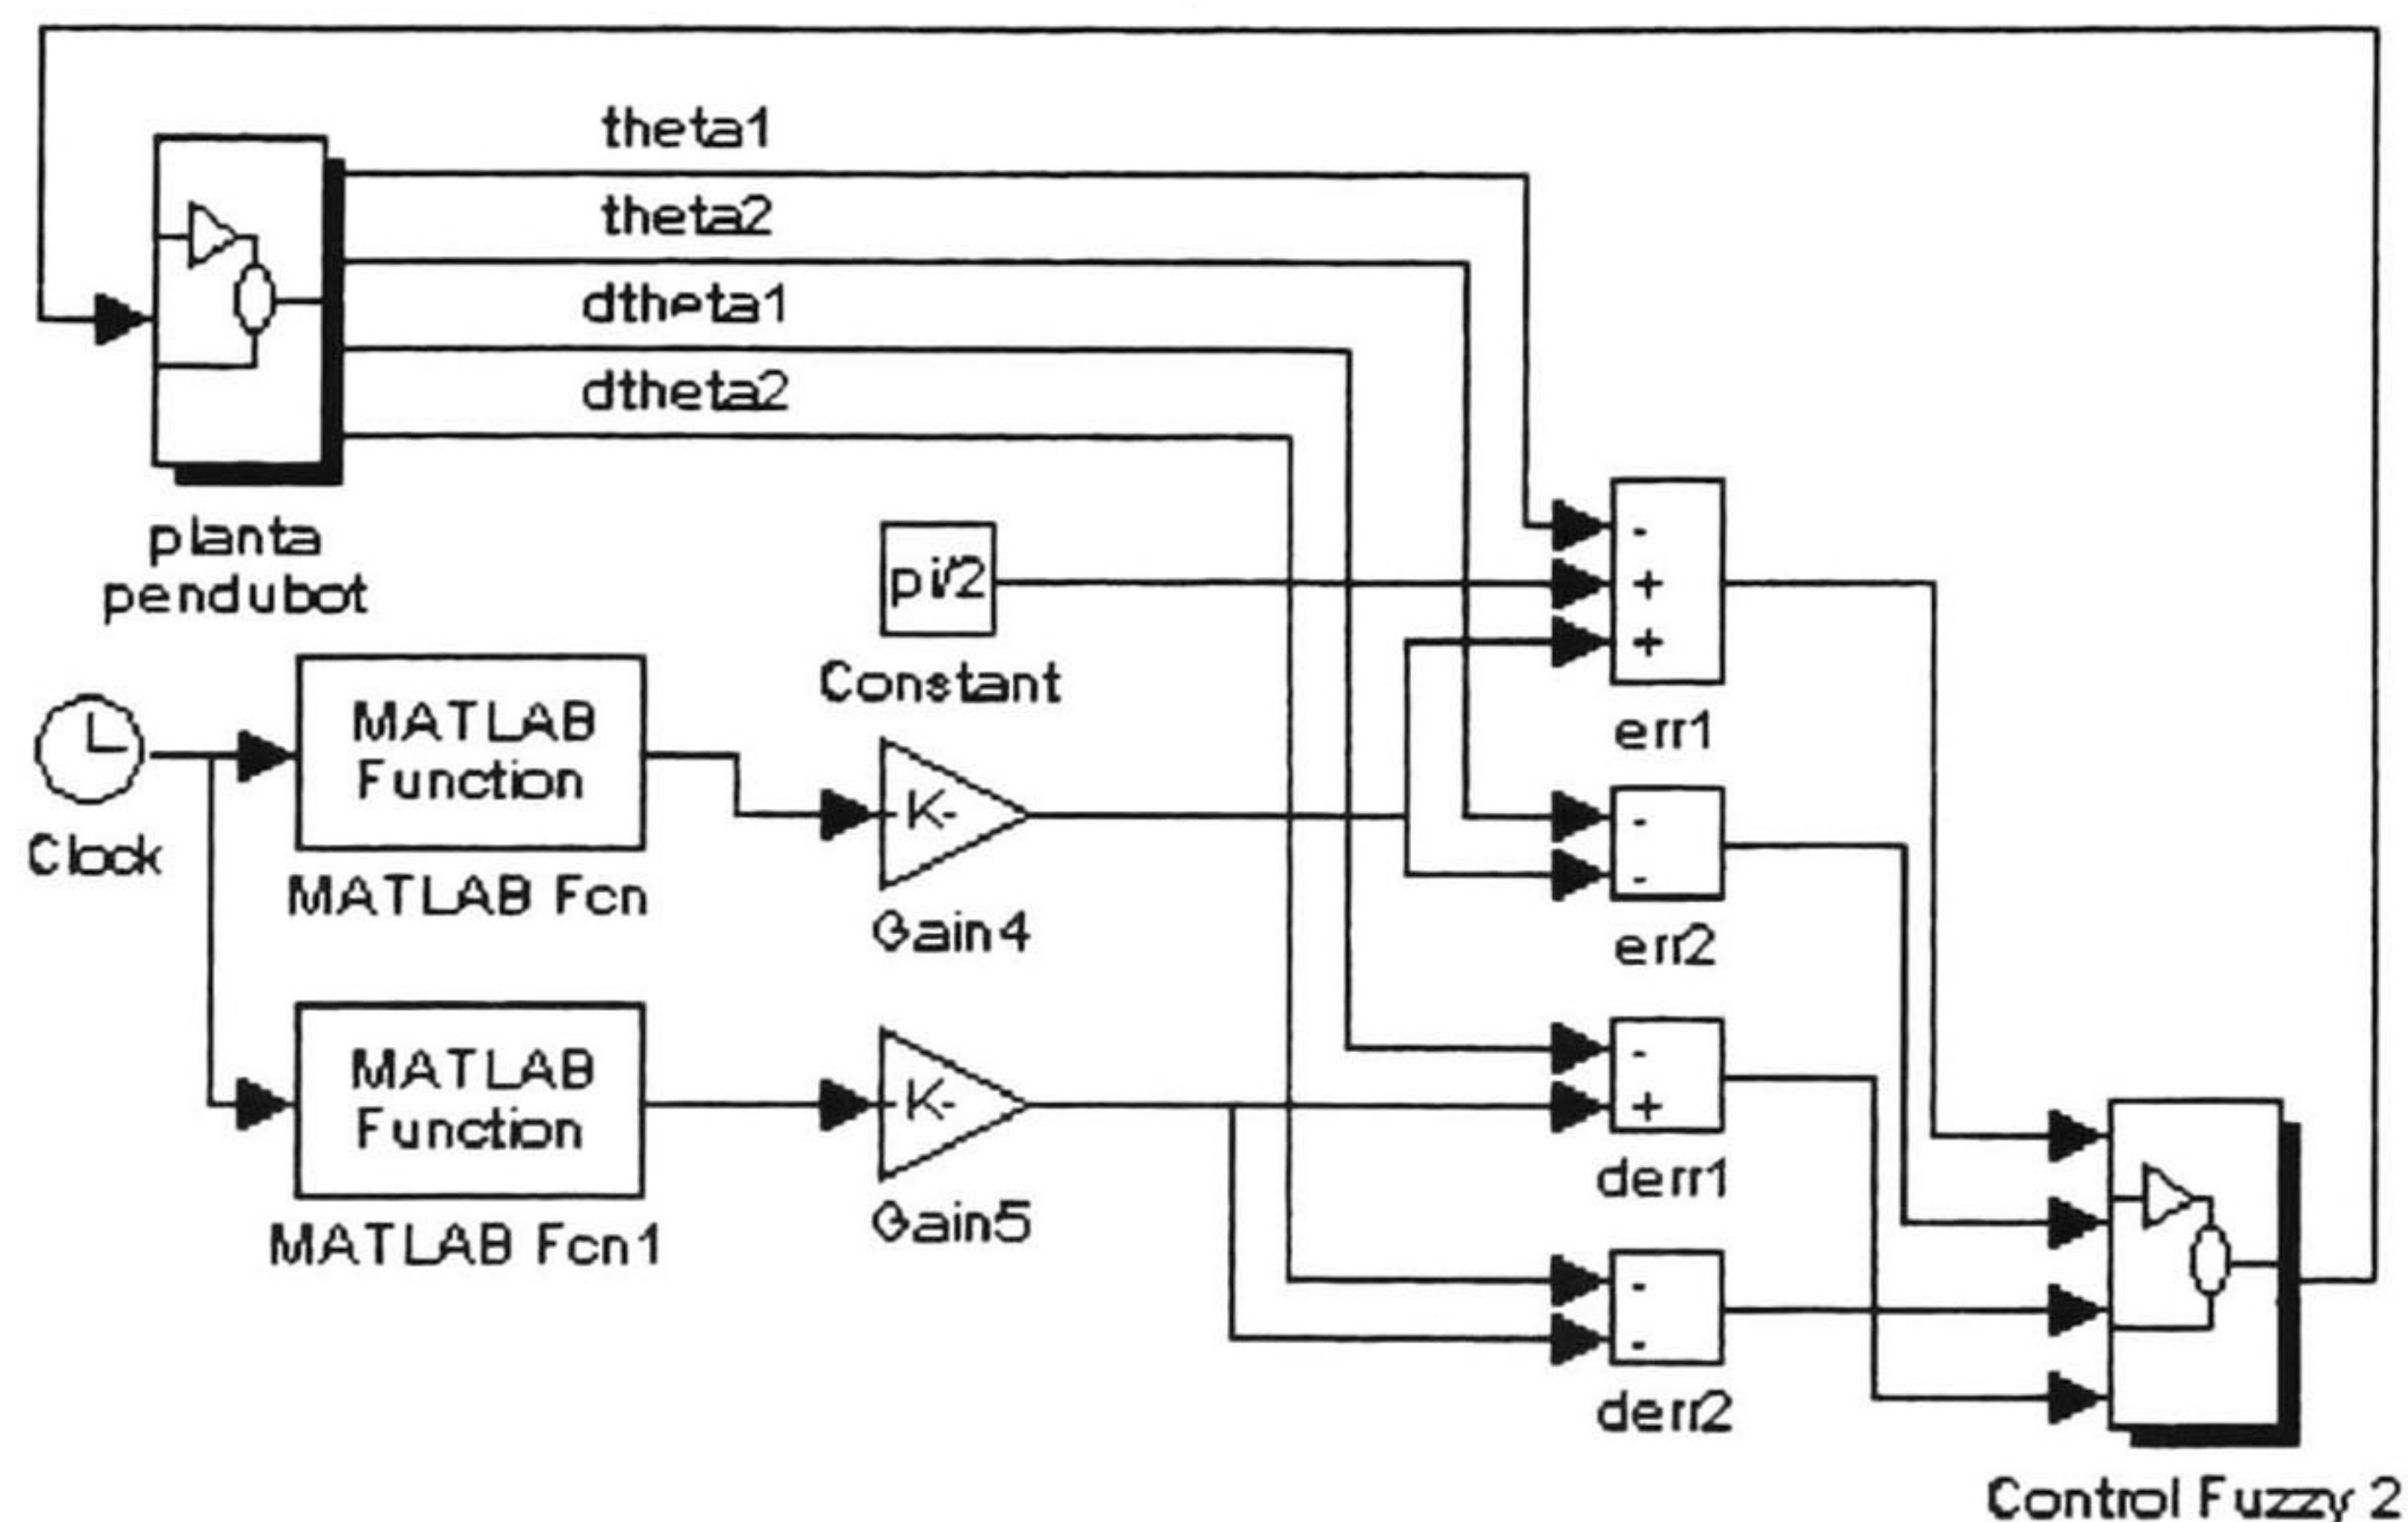 theta1
theta2
dtheta1
dtheta2
planta
pendubot
pi/2
Constant
-
+
+
err1
Clock
MATLAB
Function
MATLAB Fcn
-K-
Gain4
-
-
err2
MATLAB
Function
MATLAB Fcn1
-K-
Gain5
-
+
derr1
-
-
derr2
Control Fuzzy 2